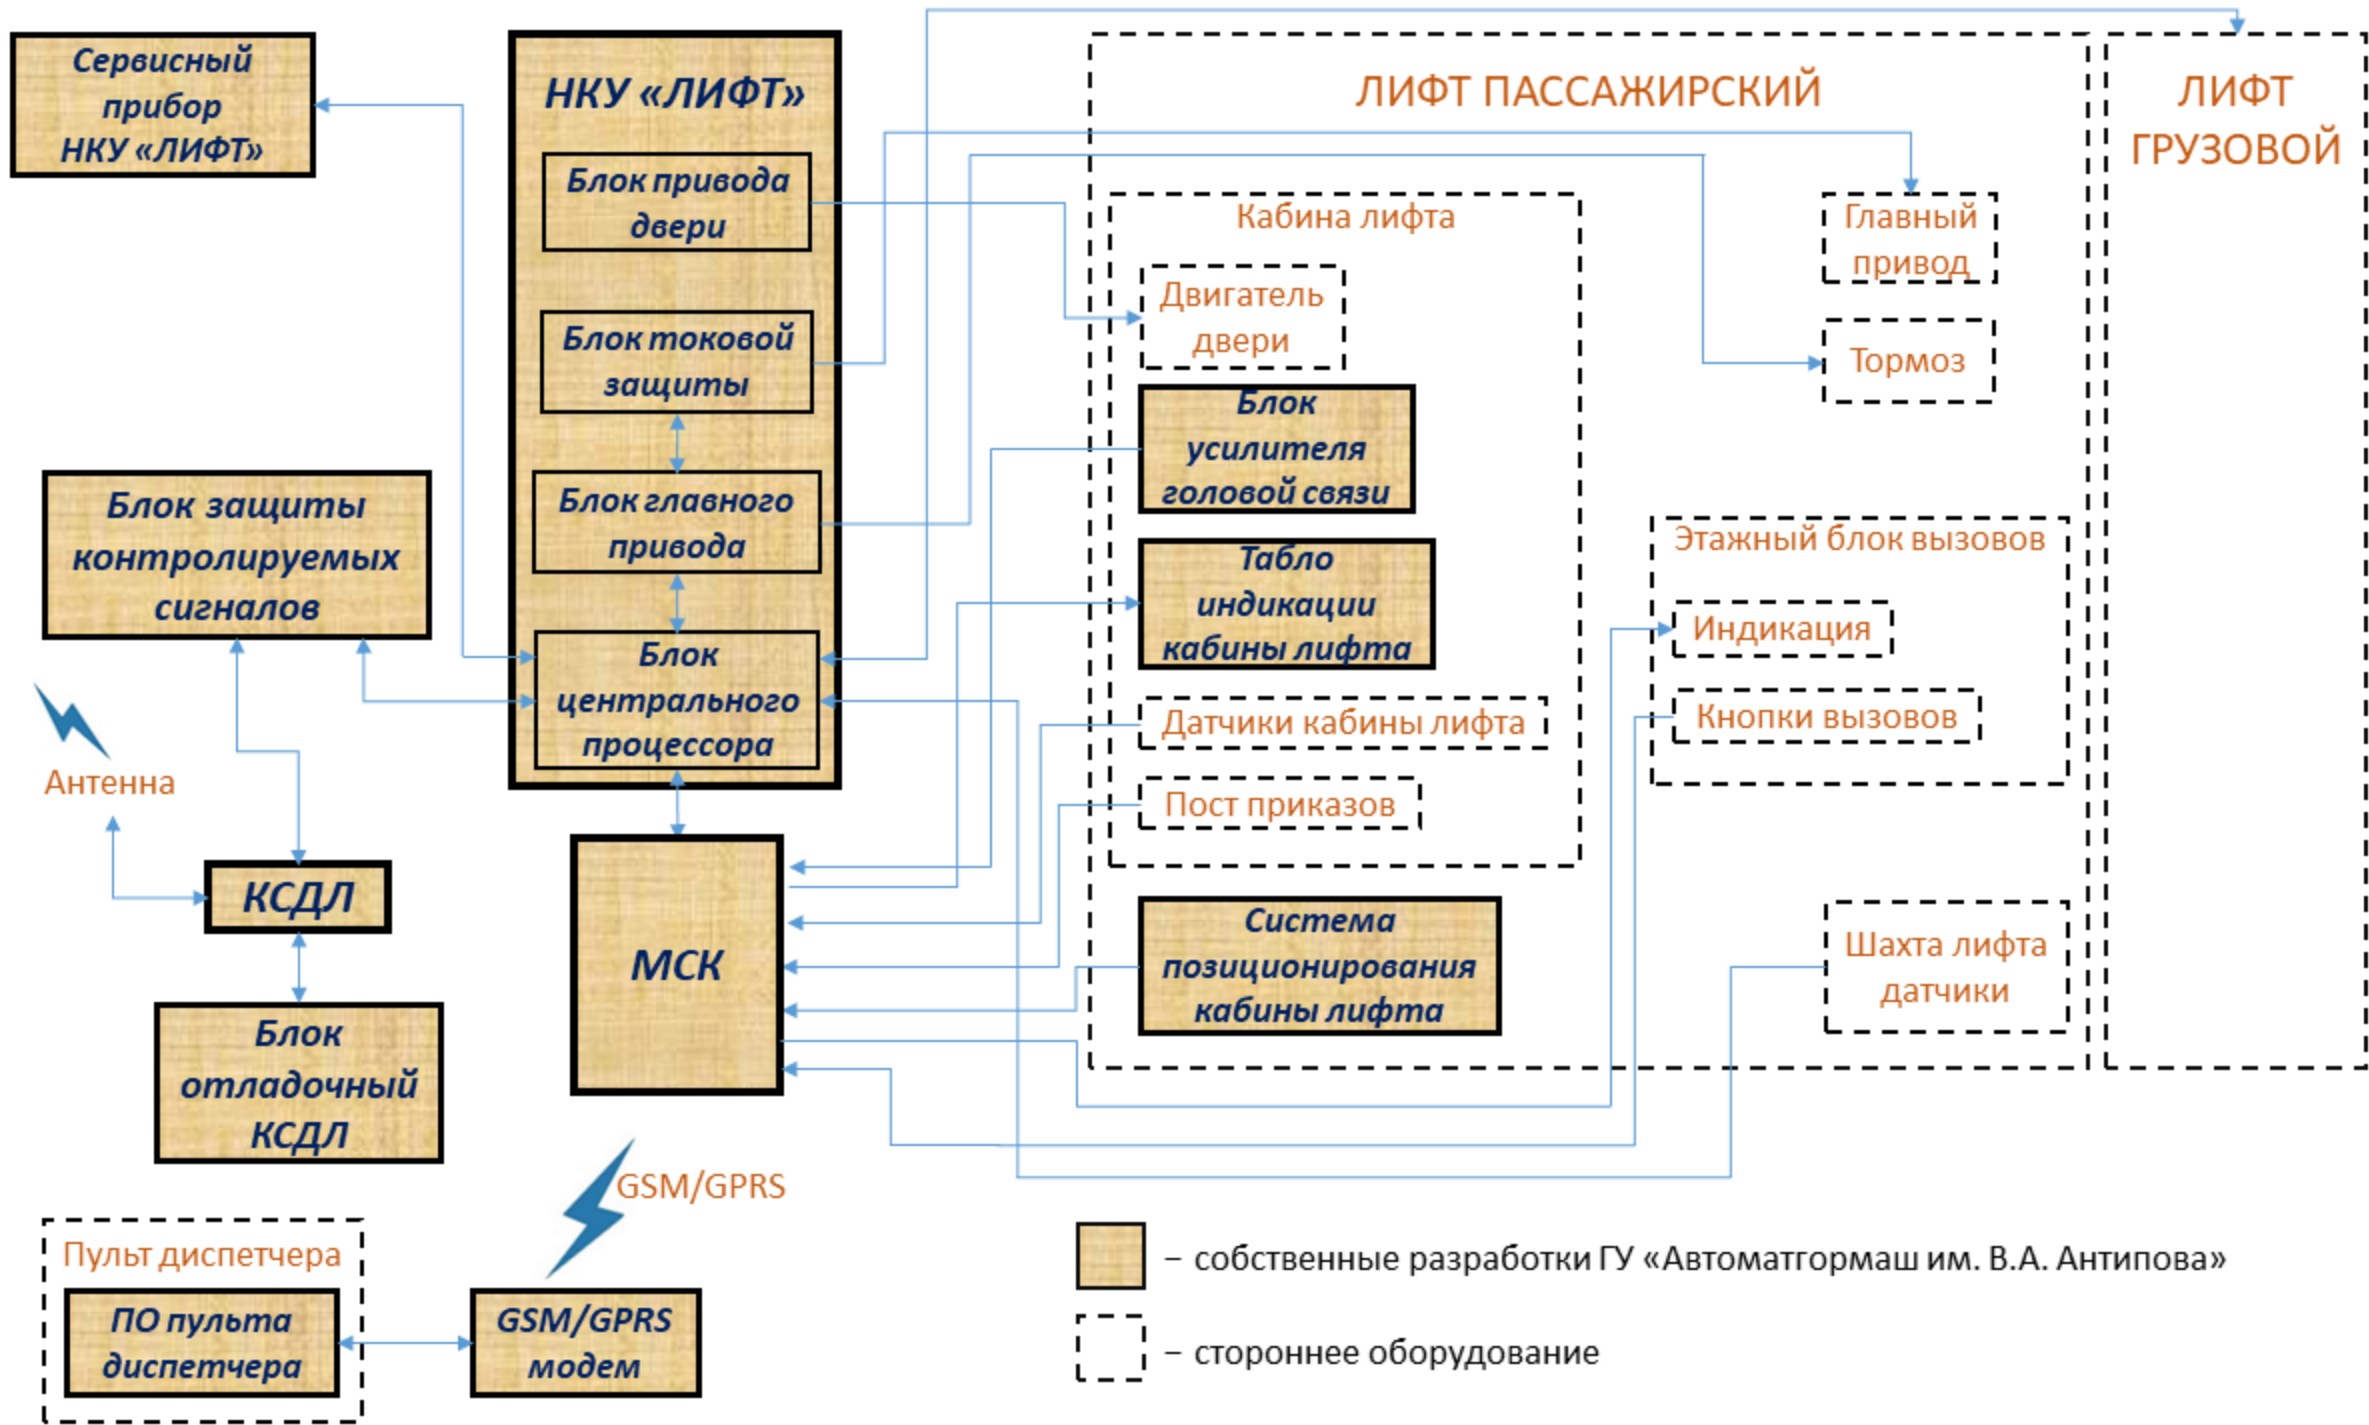 Сервисный
прибор
НКУ «ЛИФТ»
НКУ «ЛИФТ»
Блок привода
двери
Блок токовой
защиты
Блок главного
привода
Блок
центрального
процессора
Блок защиты
контролируемых
сигналов
Антенна
КСДЛ
Блок
отладочный
КСДЛ
МСК
GSM/GPRS
Пульт диспетчера
ПО пульта
диспетчера
GSM/GPRS
модем
ЛИФТ ПАССАЖИРСКИЙ
Кабина лифта
Двигатель
двери
Блок
усилителя
головой связи
Табло
индикации
кабины лифта
Датчики кабины лифта
Пост приказов
Система
позиционирования
кабины лифта
Главный
привод
Тормоз
Этажный блок вызовов
Индикация
Кнопки вызовов
Шахта лифта
датчики
ЛИФТ
ГРУЗОВОЙ
– собственные разработки ГУ «Автоматгормаш им. В.А. Антипова»
– стороннее оборудование